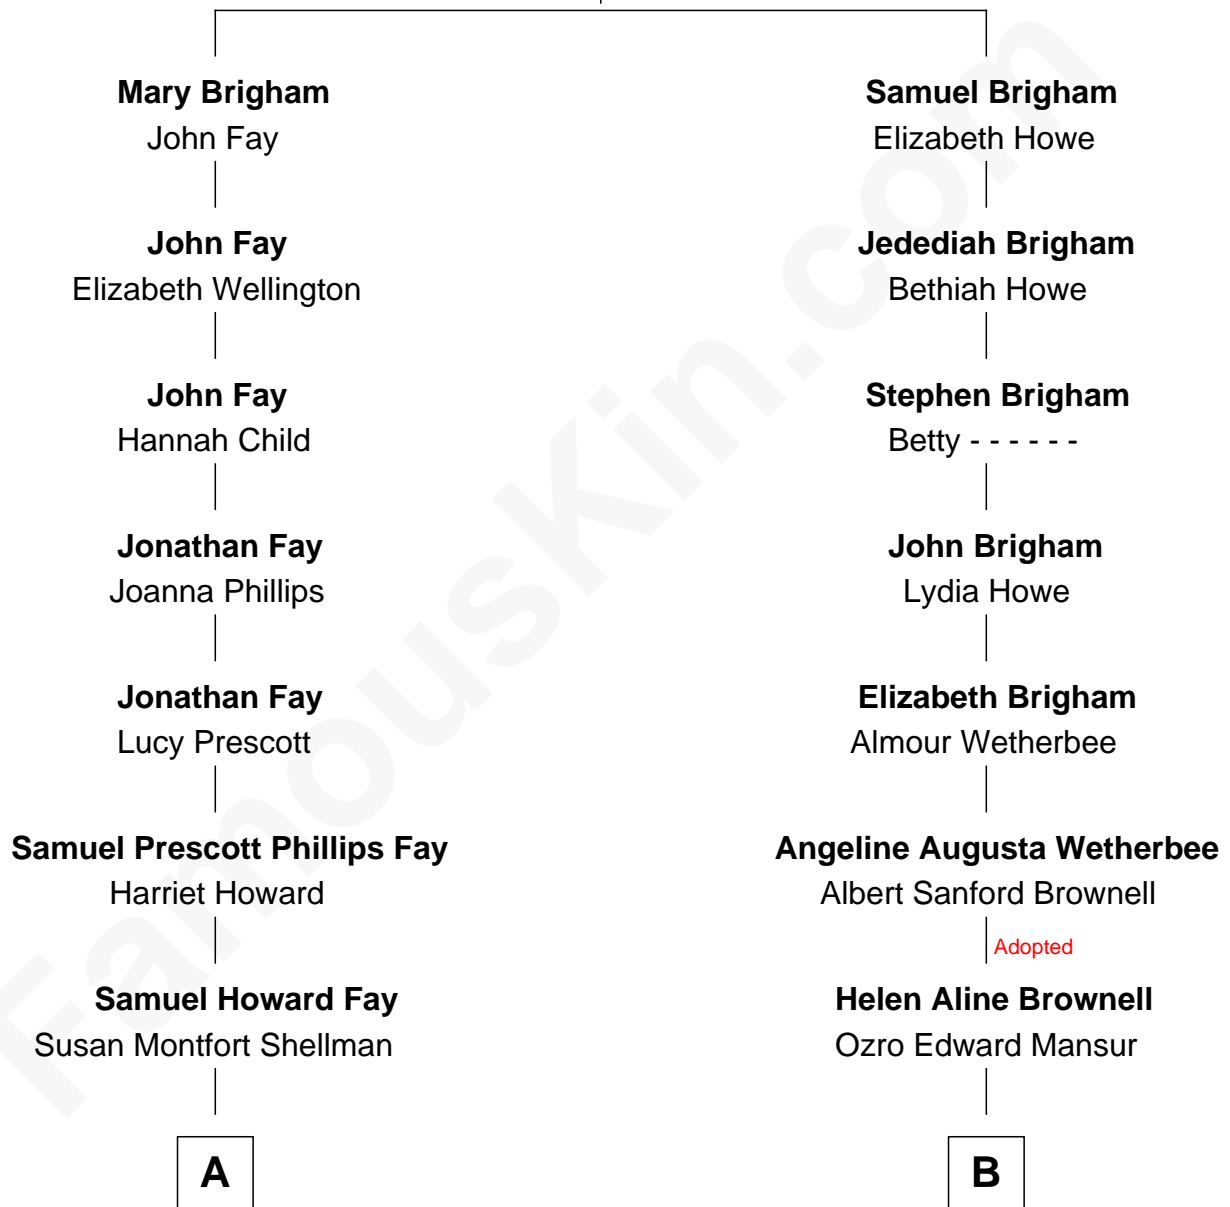 Mary Brigham
John Fay
John Fay
Elizabeth Wellington
John Fay
Hannah Child
Jonathan Fay
Joanna Phillips
Jonathan Fay
Lucy Prescott
Samuel Prescott Phillips Fay
Harriet Howard
Samuel Howard Fay
Susan Montfort Shellman
A
Samuel Brigham
Elizabeth Howe
Jedediah Brigham
Bethiah Howe
Stephen Brigham
Betty - - - - - -
John Brigham
Lydia Howe
Elizabeth Brigham
Almour Wetherbee
Angeline Augusta Wetherbee
Albert Sanford Brownell
Adopted
Helen Aline Brownell
Ozro Edward Mansur
B
FamousKin.com